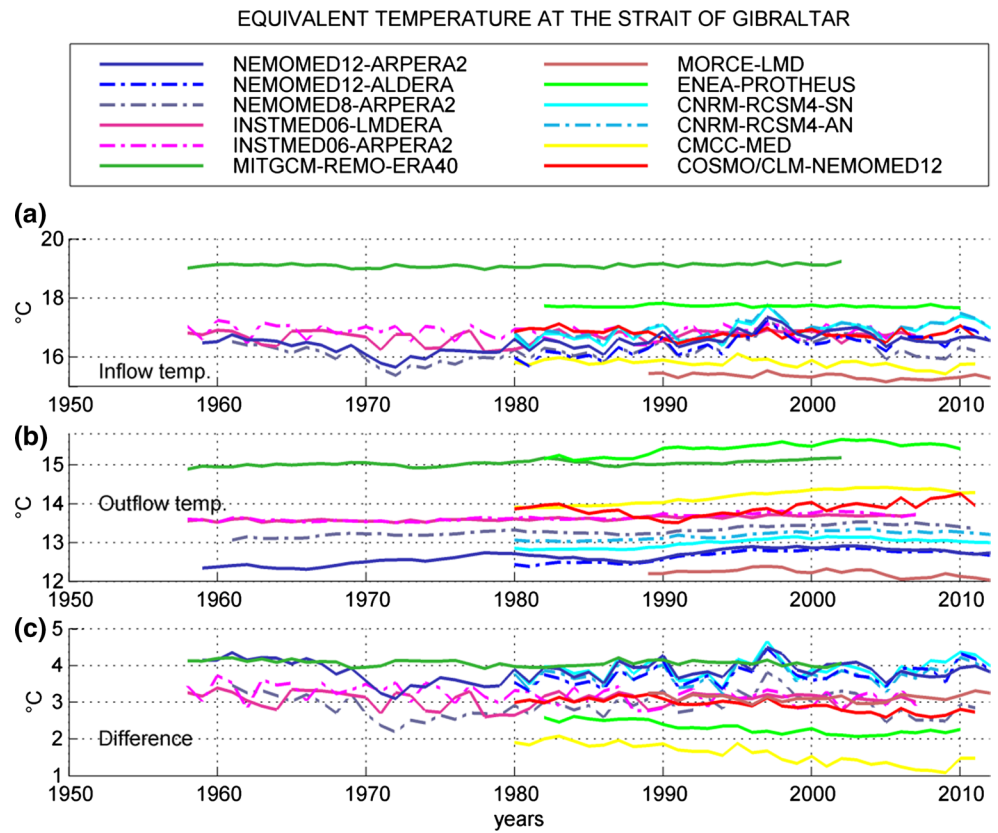 EQUIVALENT TEMPERATURE AT THE STRAIT OF GIBRALTAR
NEMOMED12-ARPERA2
NEMOMED12-ALDERA
NEMOMED8-ARPERA2
INSTMED06-LMDERA
INSTMED06-ARPERA2
MITGCM-REMO-ERA40
MORCE-LMD
ENEA-PROTHEUS
CNRM-RCSM4-SN
CNRM-RCSM4-AN
CMCC-MED
COSMO/CLM-NEMOMED12
(a)
20
18
16
°C
Inflow temp.
1950 1960 1970 1980 1990 2000 2010
(b)
15
14
13
12
°C
Outflow temp.
1950 1960 1970 1980 1990 2000 2010
(c)
5
4
3
2
1
°C
Difference
1950 1960 1970 1980 1990 2000 2010
years